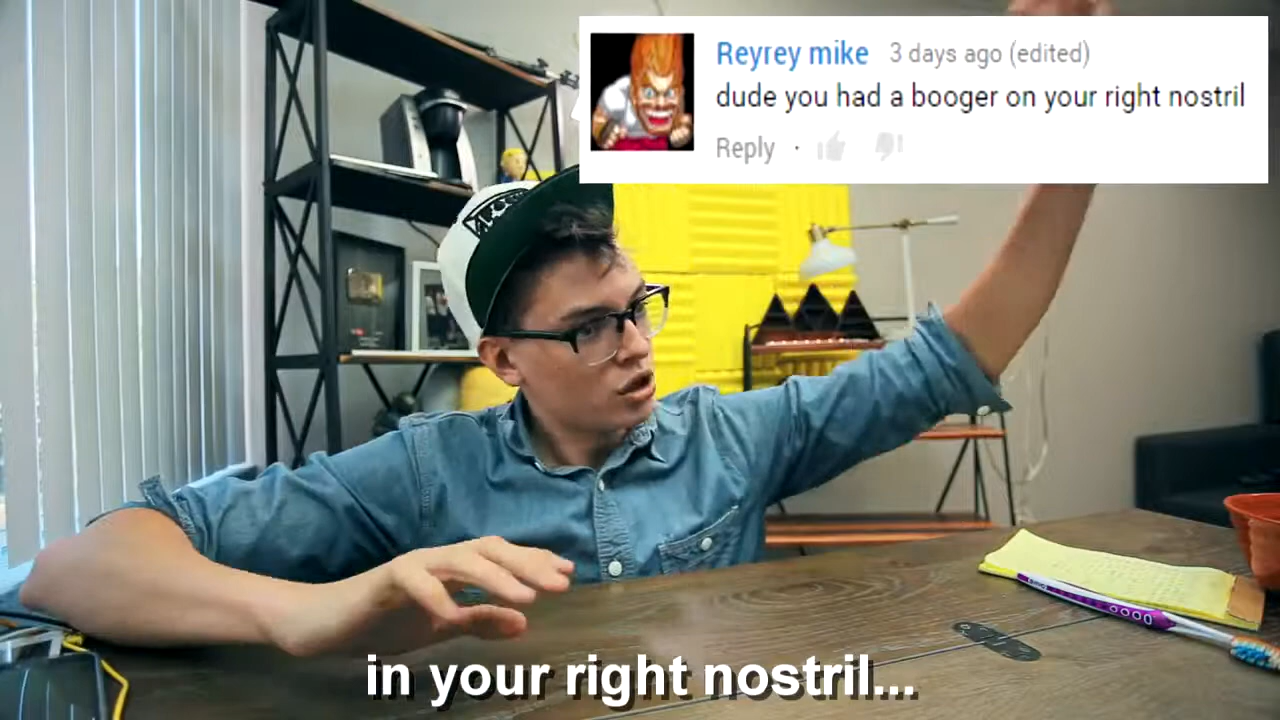 Reyrey mike 3 days ago (edited)
dude you had a booger on your right nostril
Reply ·
in your right nostril...